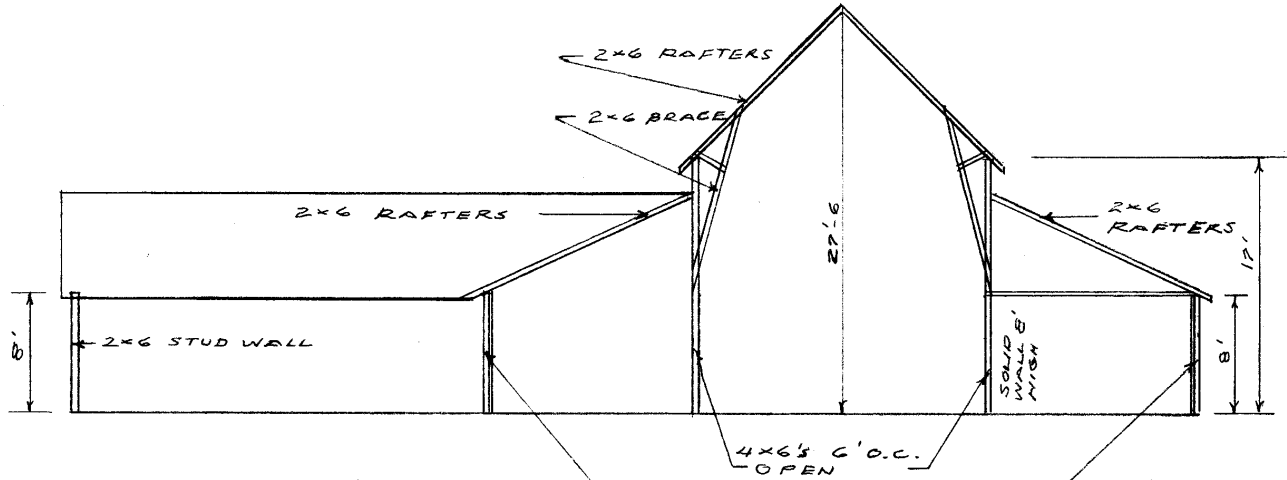 2×6 RAFTERS
2×6 BRACE
2×6 RAFTERS
2×6
RAFTERS
27'-6
17'
8'
2×6 STUD WALL
SOLID
WALL 8'
HIGH
8'
4×6's 6' O.C.
OPEN